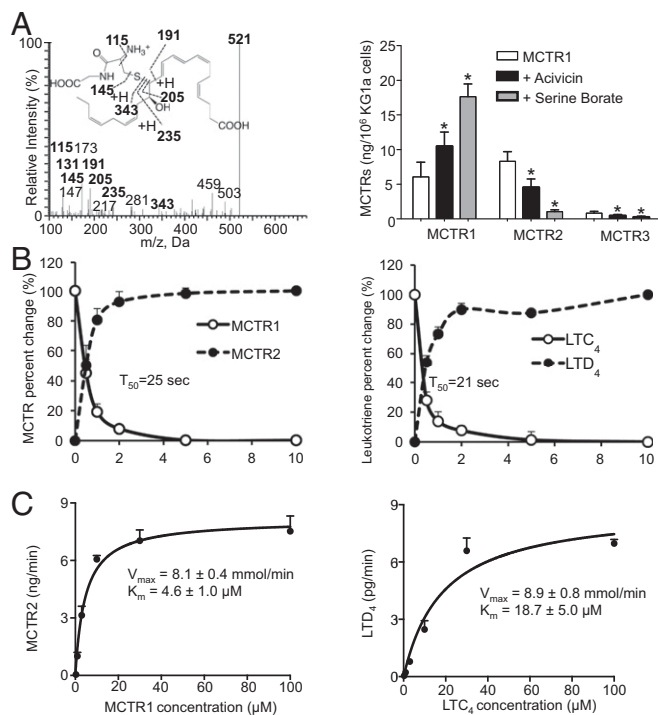 A
Relative Intensity (%)
100
80
60
40
20
0
115
NH₃⁺
191
521
O
HOOC
NH
S
+H
145
+H
OH
205
343
+H
235
COOH
115 173
131 191
145 205
147
235
217
281
343
459
503
100 200 300 400 500 600
m/z, Da
MCTRs (ng/10⁶ KG1a cells)
30
25
20
15
10
5
0
MCTR1
+ Acivicin
+ Serine Borate
* * * * * *
MCTR1 MCTR2 MCTR3
B
MCTR percent change (%)
120
100
80
60
40
20
0
MCTR1
MCTR2
T₅₀=25 sec
0 2 4 6 8 10
Leukotriene percent change (%)
120
100
80
60
40
20
0
LTC₄
LTD₄
T₅₀=21 sec
0 2 4 6 8 10
C
MCTR2 (ng/min)
9
6
3
0
Vmax = 8.1 ± 0.4 mmol/min
Km = 4.6 ± 1.0 µM
0 20 40 60 80 100
MCTR1 concentration (µM)
LTD₄ (pg/min)
9
6
3
0
Vmax = 8.9 ± 0.8 mmol/min
Km = 18.7 ± 5.0 µM
0 20 40 60 80 100
LTC₄ concentration (µM)